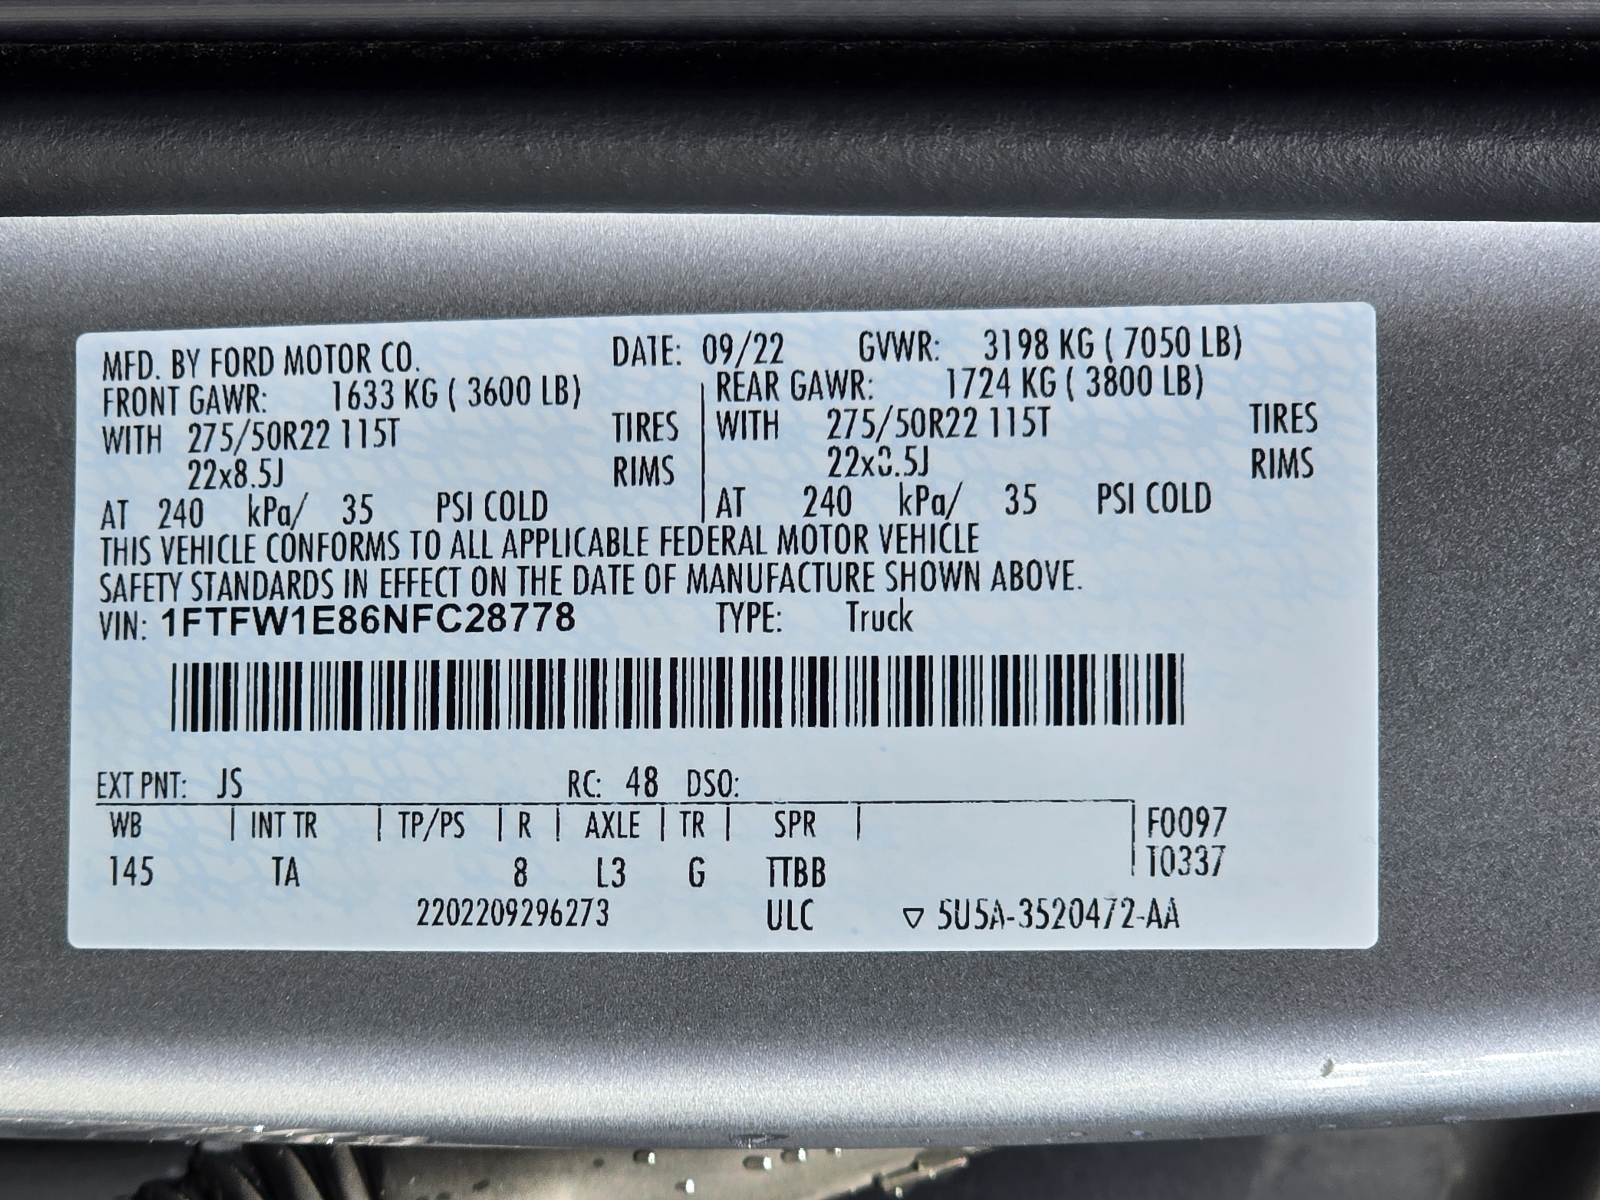 MFD. BY FORD MOTOR CO. DATE: 09/22 GVWR: 3198 KG ( 7050 LB)
FRONT GAWR: 1633 KG ( 3600 LB) REAR GAWR: 1724 KG ( 3800 LB)
WITH 275/50R22 115T TIRES WITH 275/50R22 115T TIRES
22x8.5J RIMS 22x8.5J RIMS
AT 240 kPa/ 35 PSI COLD AT 240 kPa/ 35 PSI COLD
THIS VEHICLE CONFORMS TO ALL APPLICABLE FEDERAL MOTOR VEHICLE
SAFETY STANDARDS IN EFFECT ON THE DATE OF MANUFACTURE SHOWN ABOVE.
VIN: 1FTFW1E86NFC28778 TYPE: Truck
EXT PNT: JS RC: 48 DSO:
WB INT TR TP/PS R AXLE TR SPR F0097
145 TA 8 L3 G TTBB T0337
2202209296273 ULC ▽ 5U5A-3520472-AA